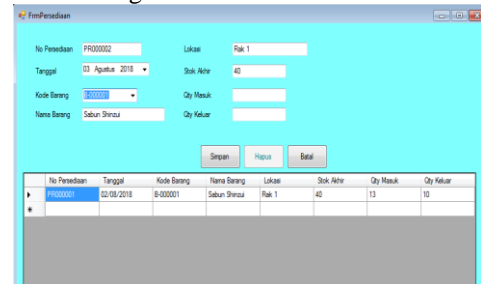 FrmPersediaan
No Persediaan PR000002 Lokasi Rak 1
Tanggal 03 Agustus 2018 Stok Akhir 40
Kode Barang B-000001 Qty Masuk
Nama Barang Sabun Shinzui Qty Keluar
Simpan Hapus Batal
No Persediaan Tanggal Kode Barang Nama Barang Lokasi Stok Akhir Qty Masuk Qty Keluar
PR000001 02/08/2018 B-000001 Sabun Shinzui Rak 1 40 13 10